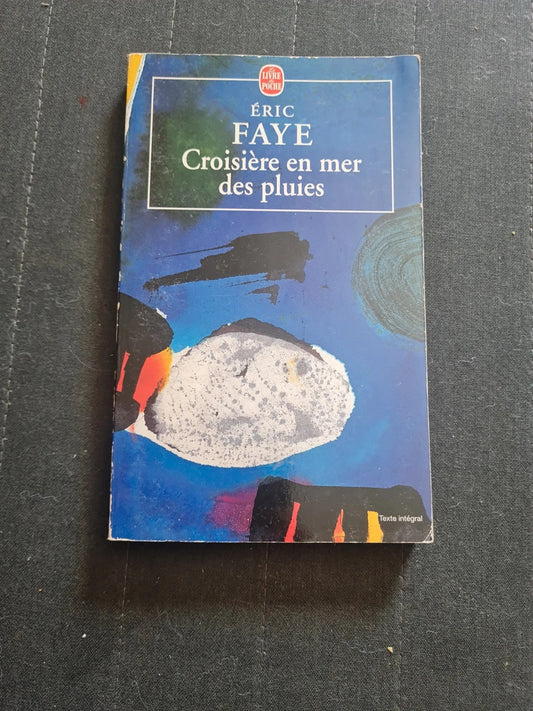 Le
LIVRE
de
POCHE
ÉRIC
FAYE
Croisière en mer
des pluies
Texte intégral